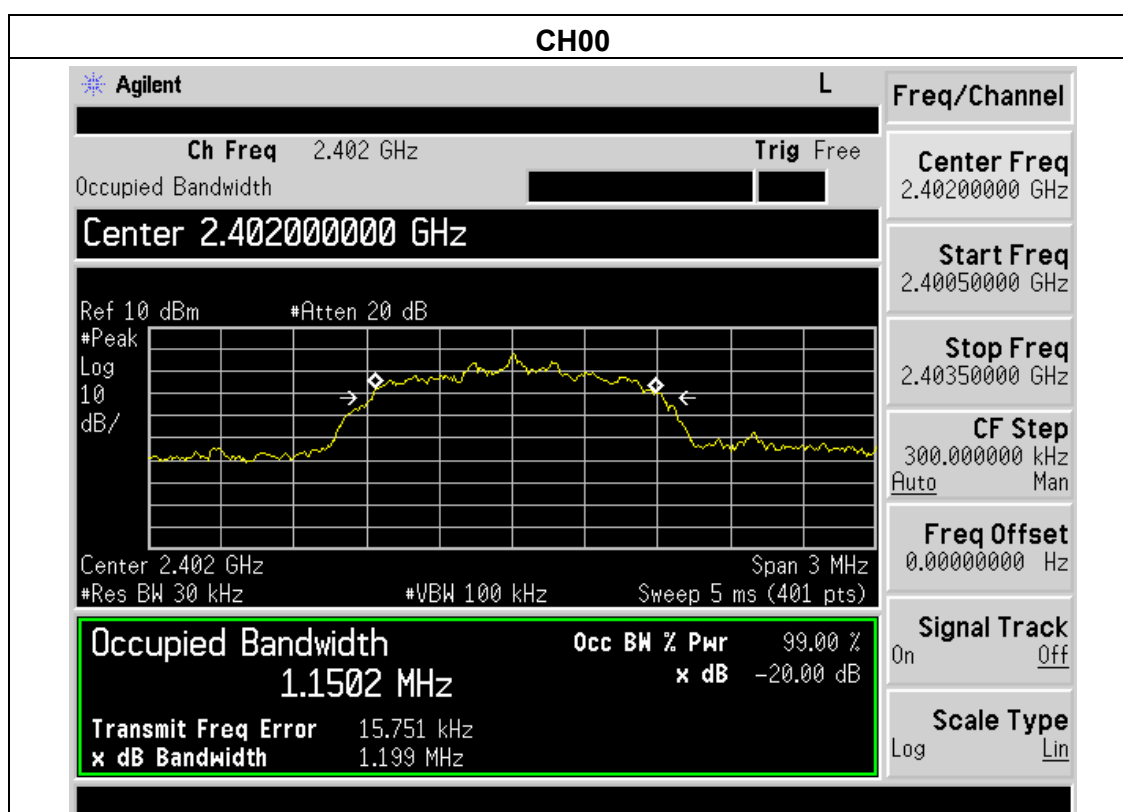 CH00
Agilent L
Freq/Channel
Ch Freq 2.402 GHz Trig Free
Occupied Bandwidth
Center 2.402000000 GHz
Ref 10 dBm #Atten 20 dB
#Peak
Log
10
dB/
Center 2.402 GHz Span 3 MHz
#Res BW 30 kHz #VBW 100 kHz Sweep 5 ms (401 pts)
Occupied Bandwidth
1.1502 MHz
Occ BW % Pwr 99.00 %
x dB -20.00 dB
Transmit Freq Error 15.751 kHz
x dB Bandwidth 1.199 MHz
Center Freq
2.40200000 GHz
Start Freq
2.40050000 GHz
Stop Freq
2.40350000 GHz
CF Step
300.000000 kHz
Auto Man
Freq Offset
0.00000000 Hz
Signal Track
On Off
Scale Type
Log Lin